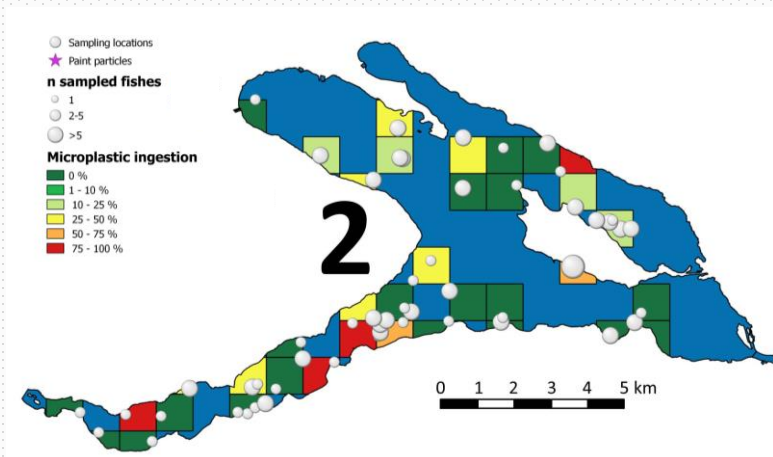 Sampling locations
Paint particles
n sampled fishes
1
2-5
>5
Microplastic ingestion
0 %
1 - 10 %
10 - 25 %
25 - 50 %
50 - 75 %
75 - 100 %
2
0 1 2 3 4 5 km